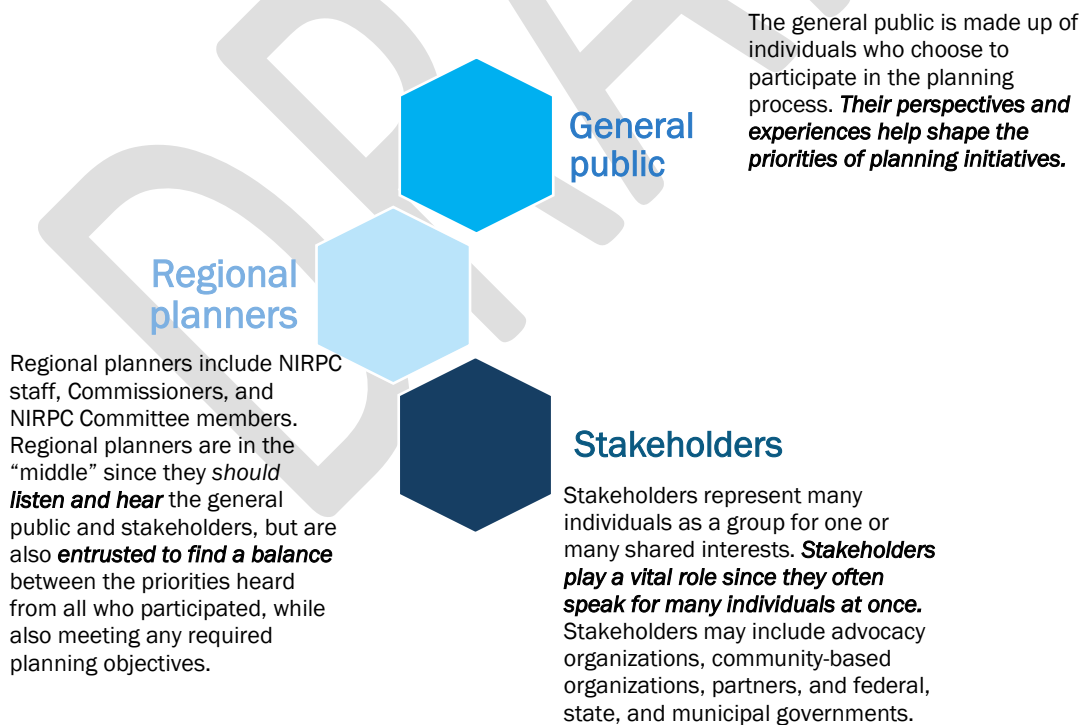 The general public is made up of
individuals who choose to
participate in the planning
process. Their perspectives and
experiences help shape the
priorities of planning initiatives.
General
public
Regional
planners
Regional planners include NIRPC
staff, Commissioners, and
NIRPC Committee members.
Regional planners are in the
“middle” since they should
listen and hear the general
public and stakeholders, but are
also entrusted to find a balance
between the priorities heard
from all who participated, while
also meeting any required
planning objectives.
Stakeholders
Stakeholders represent many
individuals as a group for one or
many shared interests. Stakeholders
play a vital role since they often
speak for many individuals at once.
Stakeholders may include advocacy
organizations, community-based
organizations, partners, and federal,
state, and municipal governments.